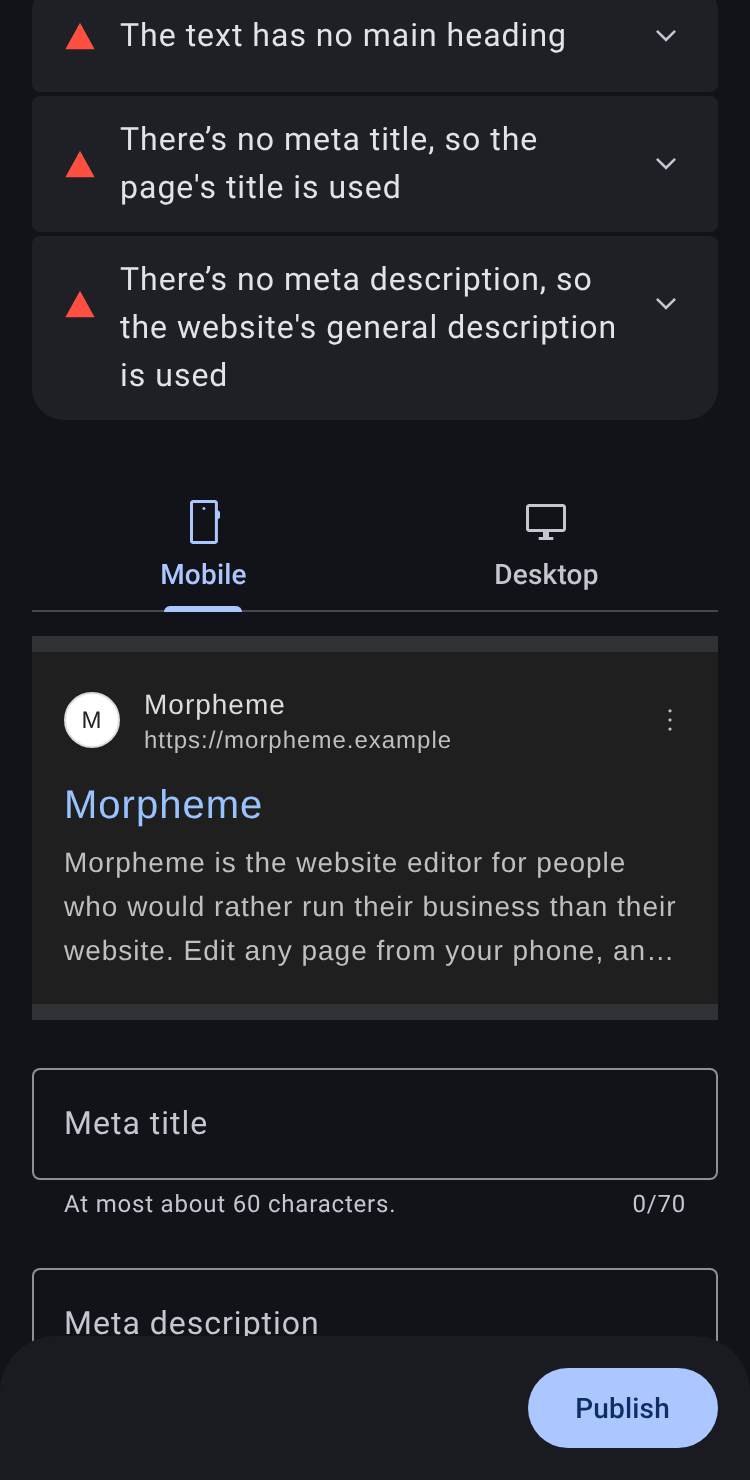 The text has no main heading
There’s no meta title, so the
page's title is used
There’s no meta description, so
the website's general description
is used
Mobile
Desktop
M
Morpheme
https://morpheme.example
Morpheme
Morpheme is the website editor for people
who would rather run their business than their
website. Edit any page from your phone, an…
Meta title
At most about 60 characters.
0/70
Meta description
Publish